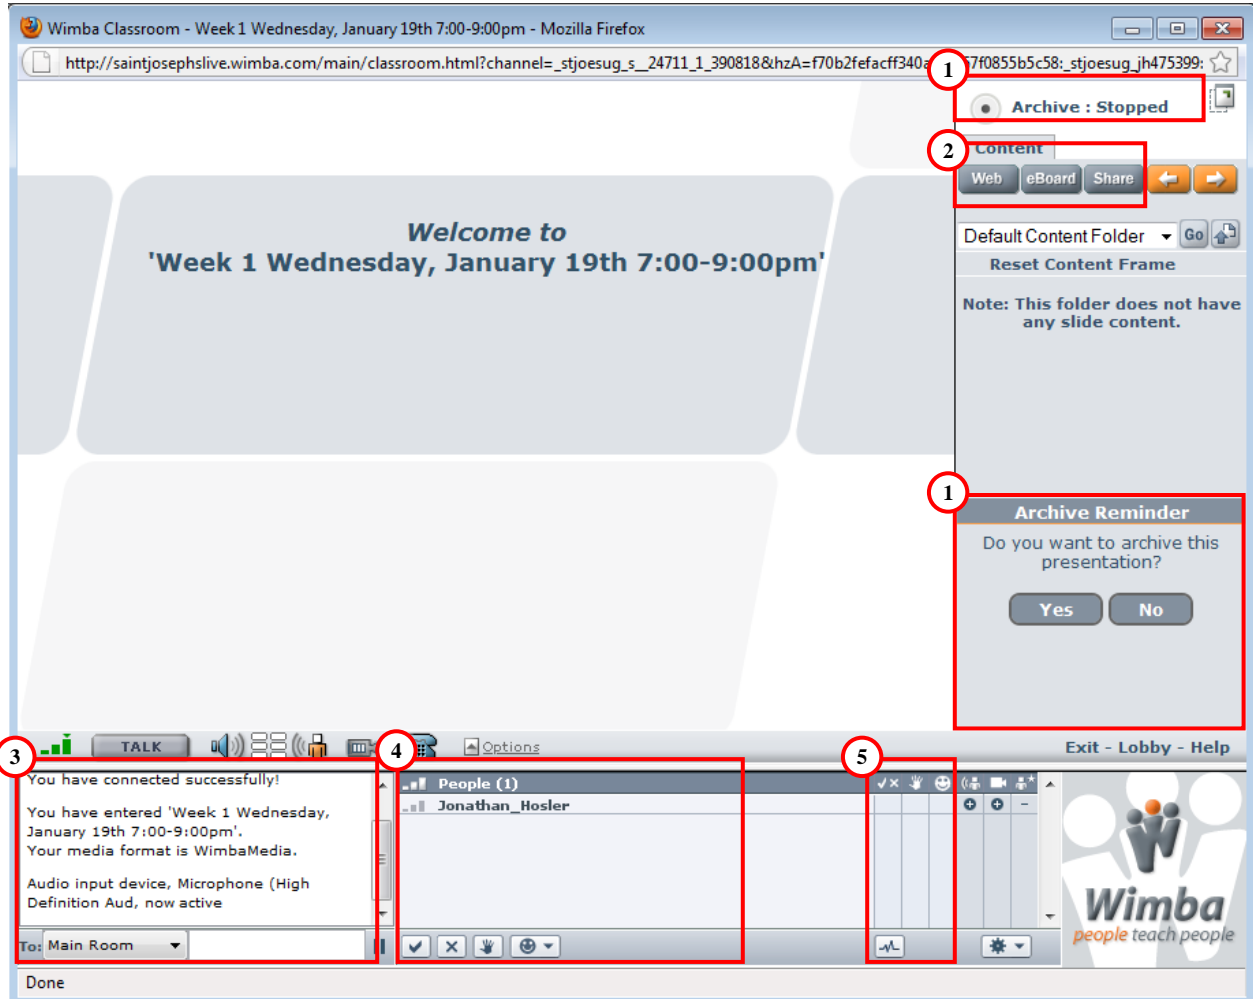 Wimba Classroom - Week 1 Wednesday, January 19th 7:00-9:00pm - Mozilla Firefox
http://saintjosephslive.wimba.com/main/classroom.html?channel=_stjoesug_s__24711_1_390818&hzA=f70b2fefacff340 57f0855b5c58:_stjoesug_jh475399:
1
Archive : Stopped
2
Content
Web eBoard Share
Default Content Folder Go
Reset Content Frame
Note: This folder does not have
any slide content.
Welcome to
'Week 1 Wednesday, January 19th 7:00-9:00pm'
1
Archive Reminder
Do you want to archive this
presentation?
Yes No
TALK
Options
Exit - Lobby - Help
3
You have connected successfully!
You have entered 'Week 1 Wednesday,
January 19th 7:00-9:00pm'.
Your media format is WimbaMedia.
Audio input device, Microphone (High
Definition Aud, now active
To: Main Room
4
People (1)
Jonathan_Hosler
5
Wimba
people teach people
Done